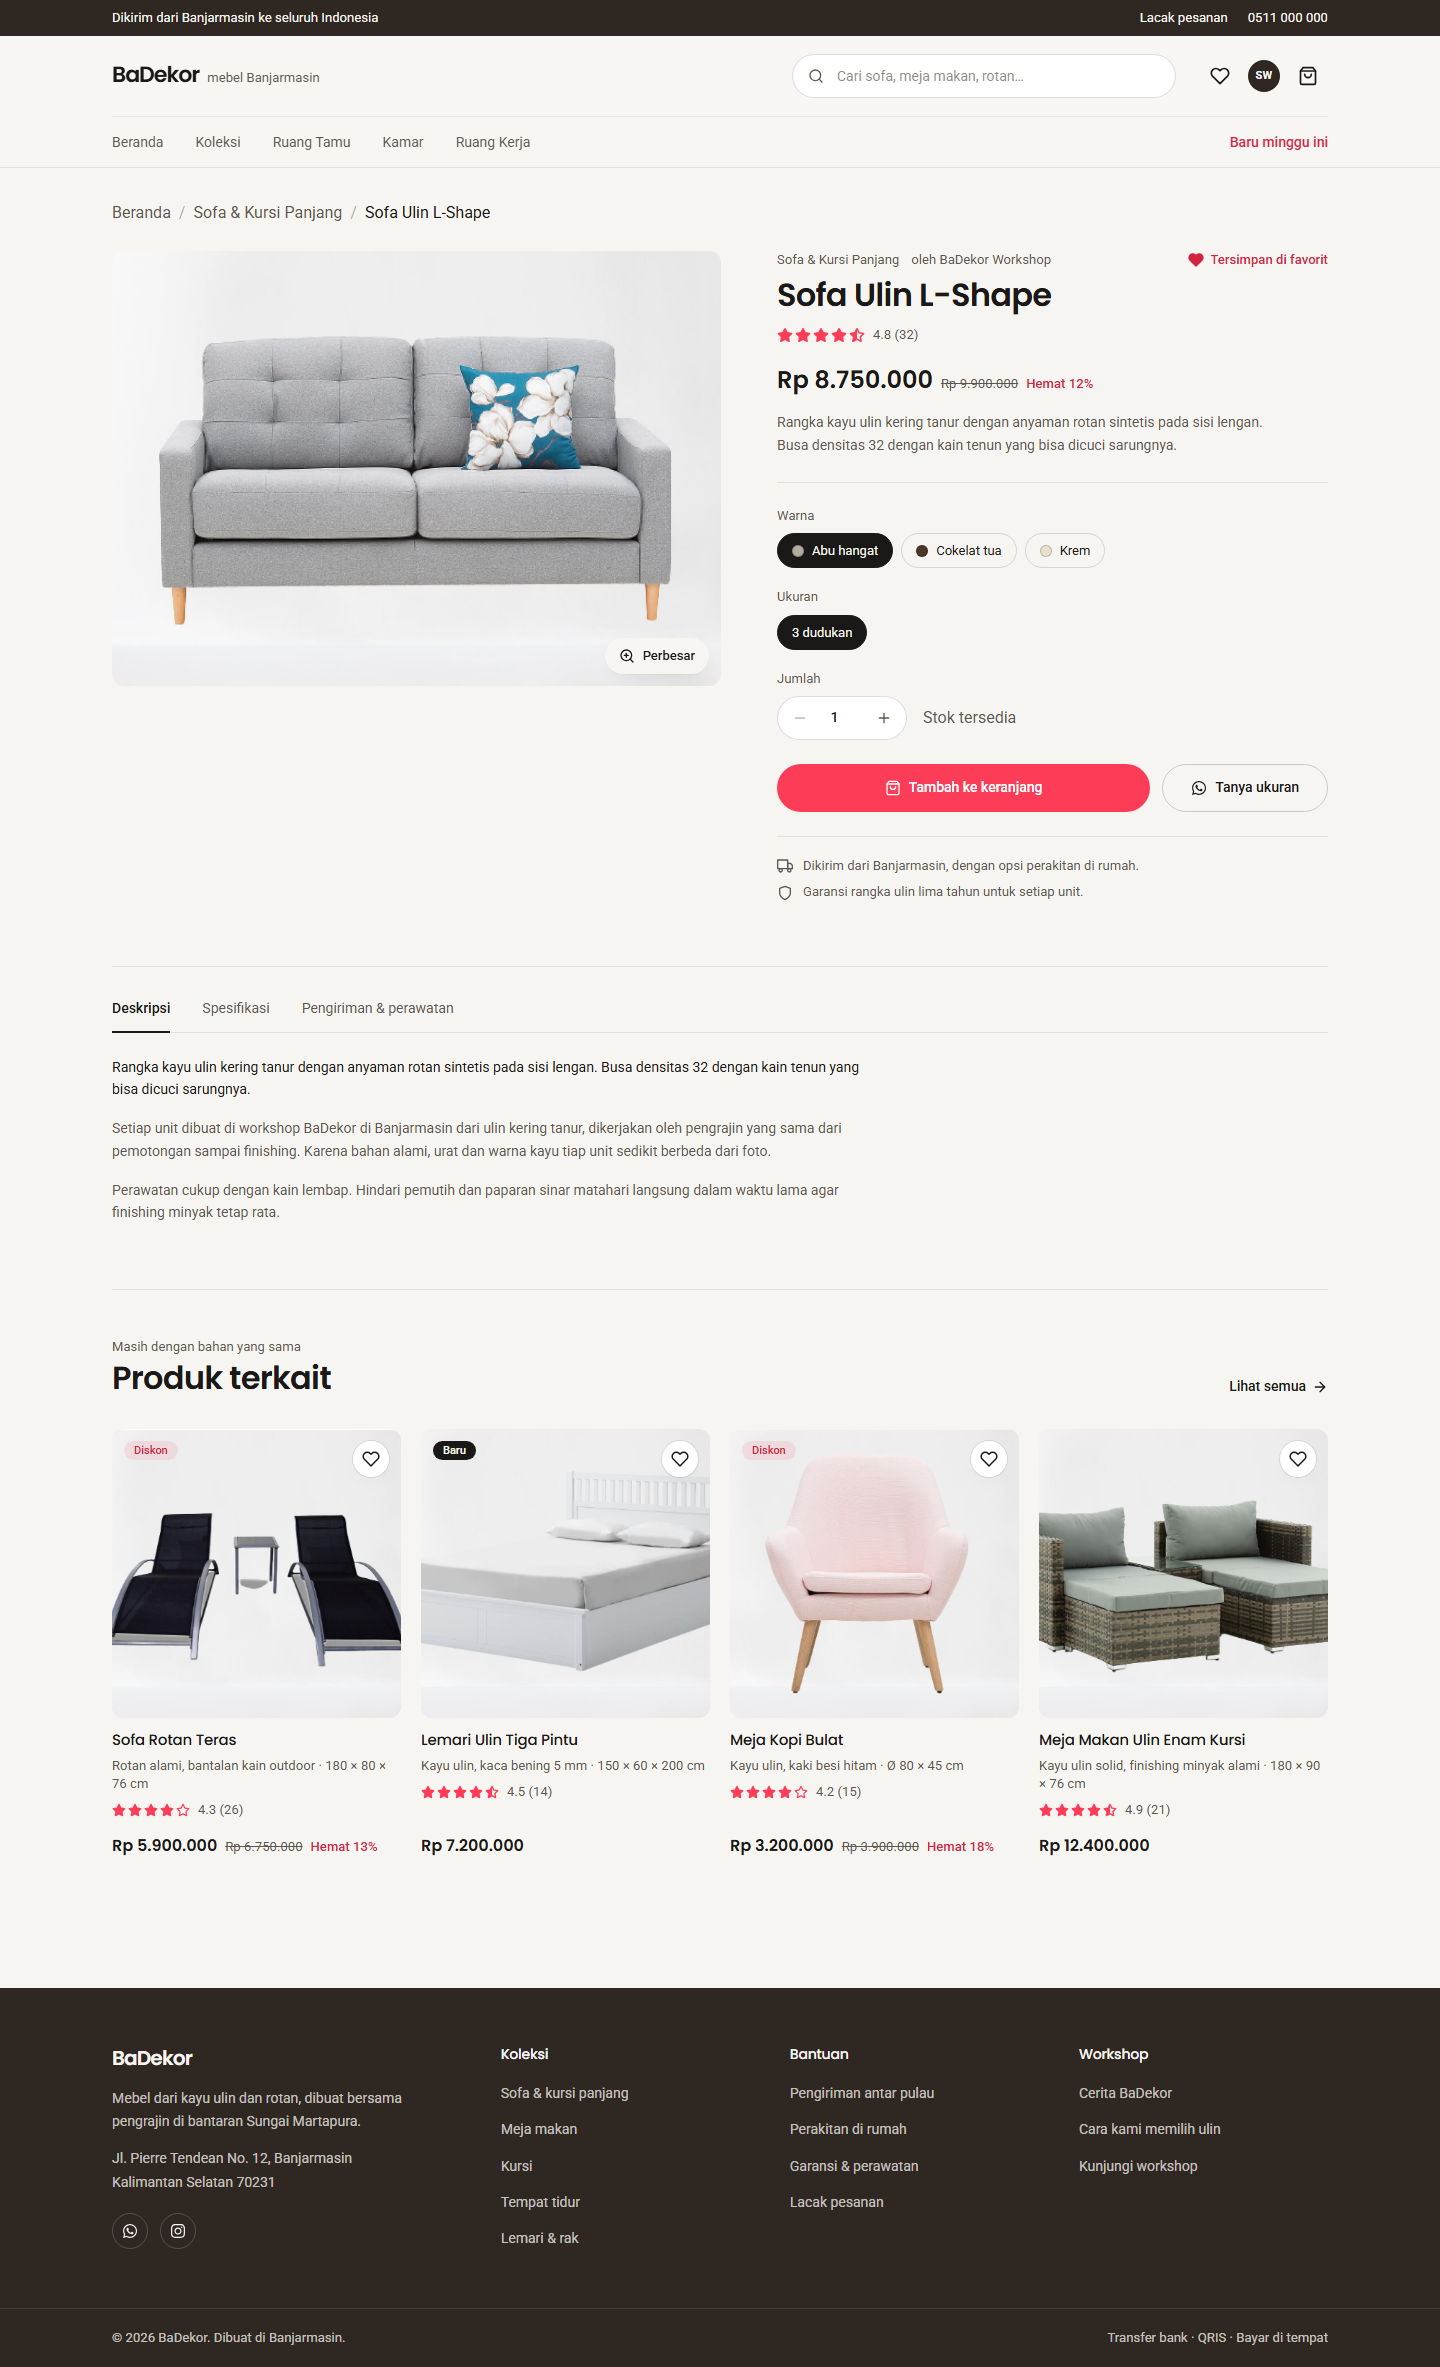 Dikirim dari Banjarmasin ke seluruh Indonesia
Lacak pesanan
0511 000 000
BaDekor mebel Banjarmasin
Cari sofa, meja makan, rotan…
SW
Beranda
Koleksi
Ruang Tamu
Kamar
Ruang Kerja
Baru minggu ini
Beranda / Sofa & Kursi Panjang / Sofa Ulin L-Shape
Perbesar
Sofa & Kursi Panjang oleh BaDekor Workshop
Tersimpan di favorit
Sofa Ulin L-Shape
4.8 (32)
Rp 8.750.000 Rp 9.900.000 Hemat 12%
Rangka kayu ulin kering tanur dengan anyaman rotan sintetis pada sisi lengan.
Busa densitas 32 dengan kain tenun yang bisa dicuci sarungnya.
Warna
Abu hangat
Cokelat tua
Krem
Ukuran
3 dudukan
Jumlah
1
Stok tersedia
Tambah ke keranjang
Tanya ukuran
Dikirim dari Banjarmasin, dengan opsi perakitan di rumah.
Garansi rangka ulin lima tahun untuk setiap unit.
Deskripsi
Spesifikasi
Pengiriman & perawatan
Rangka kayu ulin kering tanur dengan anyaman rotan sintetis pada sisi lengan. Busa densitas 32 dengan kain tenun yang
bisa dicuci sarungnya.
Setiap unit dibuat di workshop BaDekor di Banjarmasin dari ulin kering tanur, dikerjakan oleh pengrajin yang sama dari
pemotongan sampai finishing. Karena bahan alami, urat dan warna kayu tiap unit sedikit berbeda dari foto.
Perawatan cukup dengan kain lembap. Hindari pemutih dan paparan sinar matahari langsung dalam waktu lama agar
finishing minyak tetap rata.
Masih dengan bahan yang sama
Produk terkait
Lihat semua
Diskon
Sofa Rotan Teras
Rotan alami, bantalan kain outdoor · 180 × 80 ×
76 cm
4.3 (26)
Rp 5.900.000 Rp 6.750.000 Hemat 13%
Baru
Lemari Ulin Tiga Pintu
Kayu ulin, kaca bening 5 mm · 150 × 60 × 200 cm
4.5 (14)
Rp 7.200.000
Diskon
Meja Kopi Bulat
Kayu ulin, kaki besi hitam · Ø 80 × 45 cm
4.2 (15)
Rp 3.200.000 Rp 3.900.000 Hemat 18%
Meja Makan Ulin Enam Kursi
Kayu ulin solid, finishing minyak alami · 180 × 90
× 76 cm
4.9 (21)
Rp 12.400.000
BaDekor
Mebel dari kayu ulin dan rotan, dibuat bersama
pengrajin di bantaran Sungai Martapura.
Jl. Pierre Tendean No. 12, Banjarmasin
Kalimantan Selatan 70231
Koleksi
Sofa & kursi panjang
Meja makan
Kursi
Tempat tidur
Lemari & rak
Bantuan
Pengiriman antar pulau
Perakitan di rumah
Garansi & perawatan
Lacak pesanan
Workshop
Cerita BaDekor
Cara kami memilih ulin
Kunjungi workshop
© 2026 BaDekor. Dibuat di Banjarmasin.
Transfer bank · QRIS · Bayar di tempat